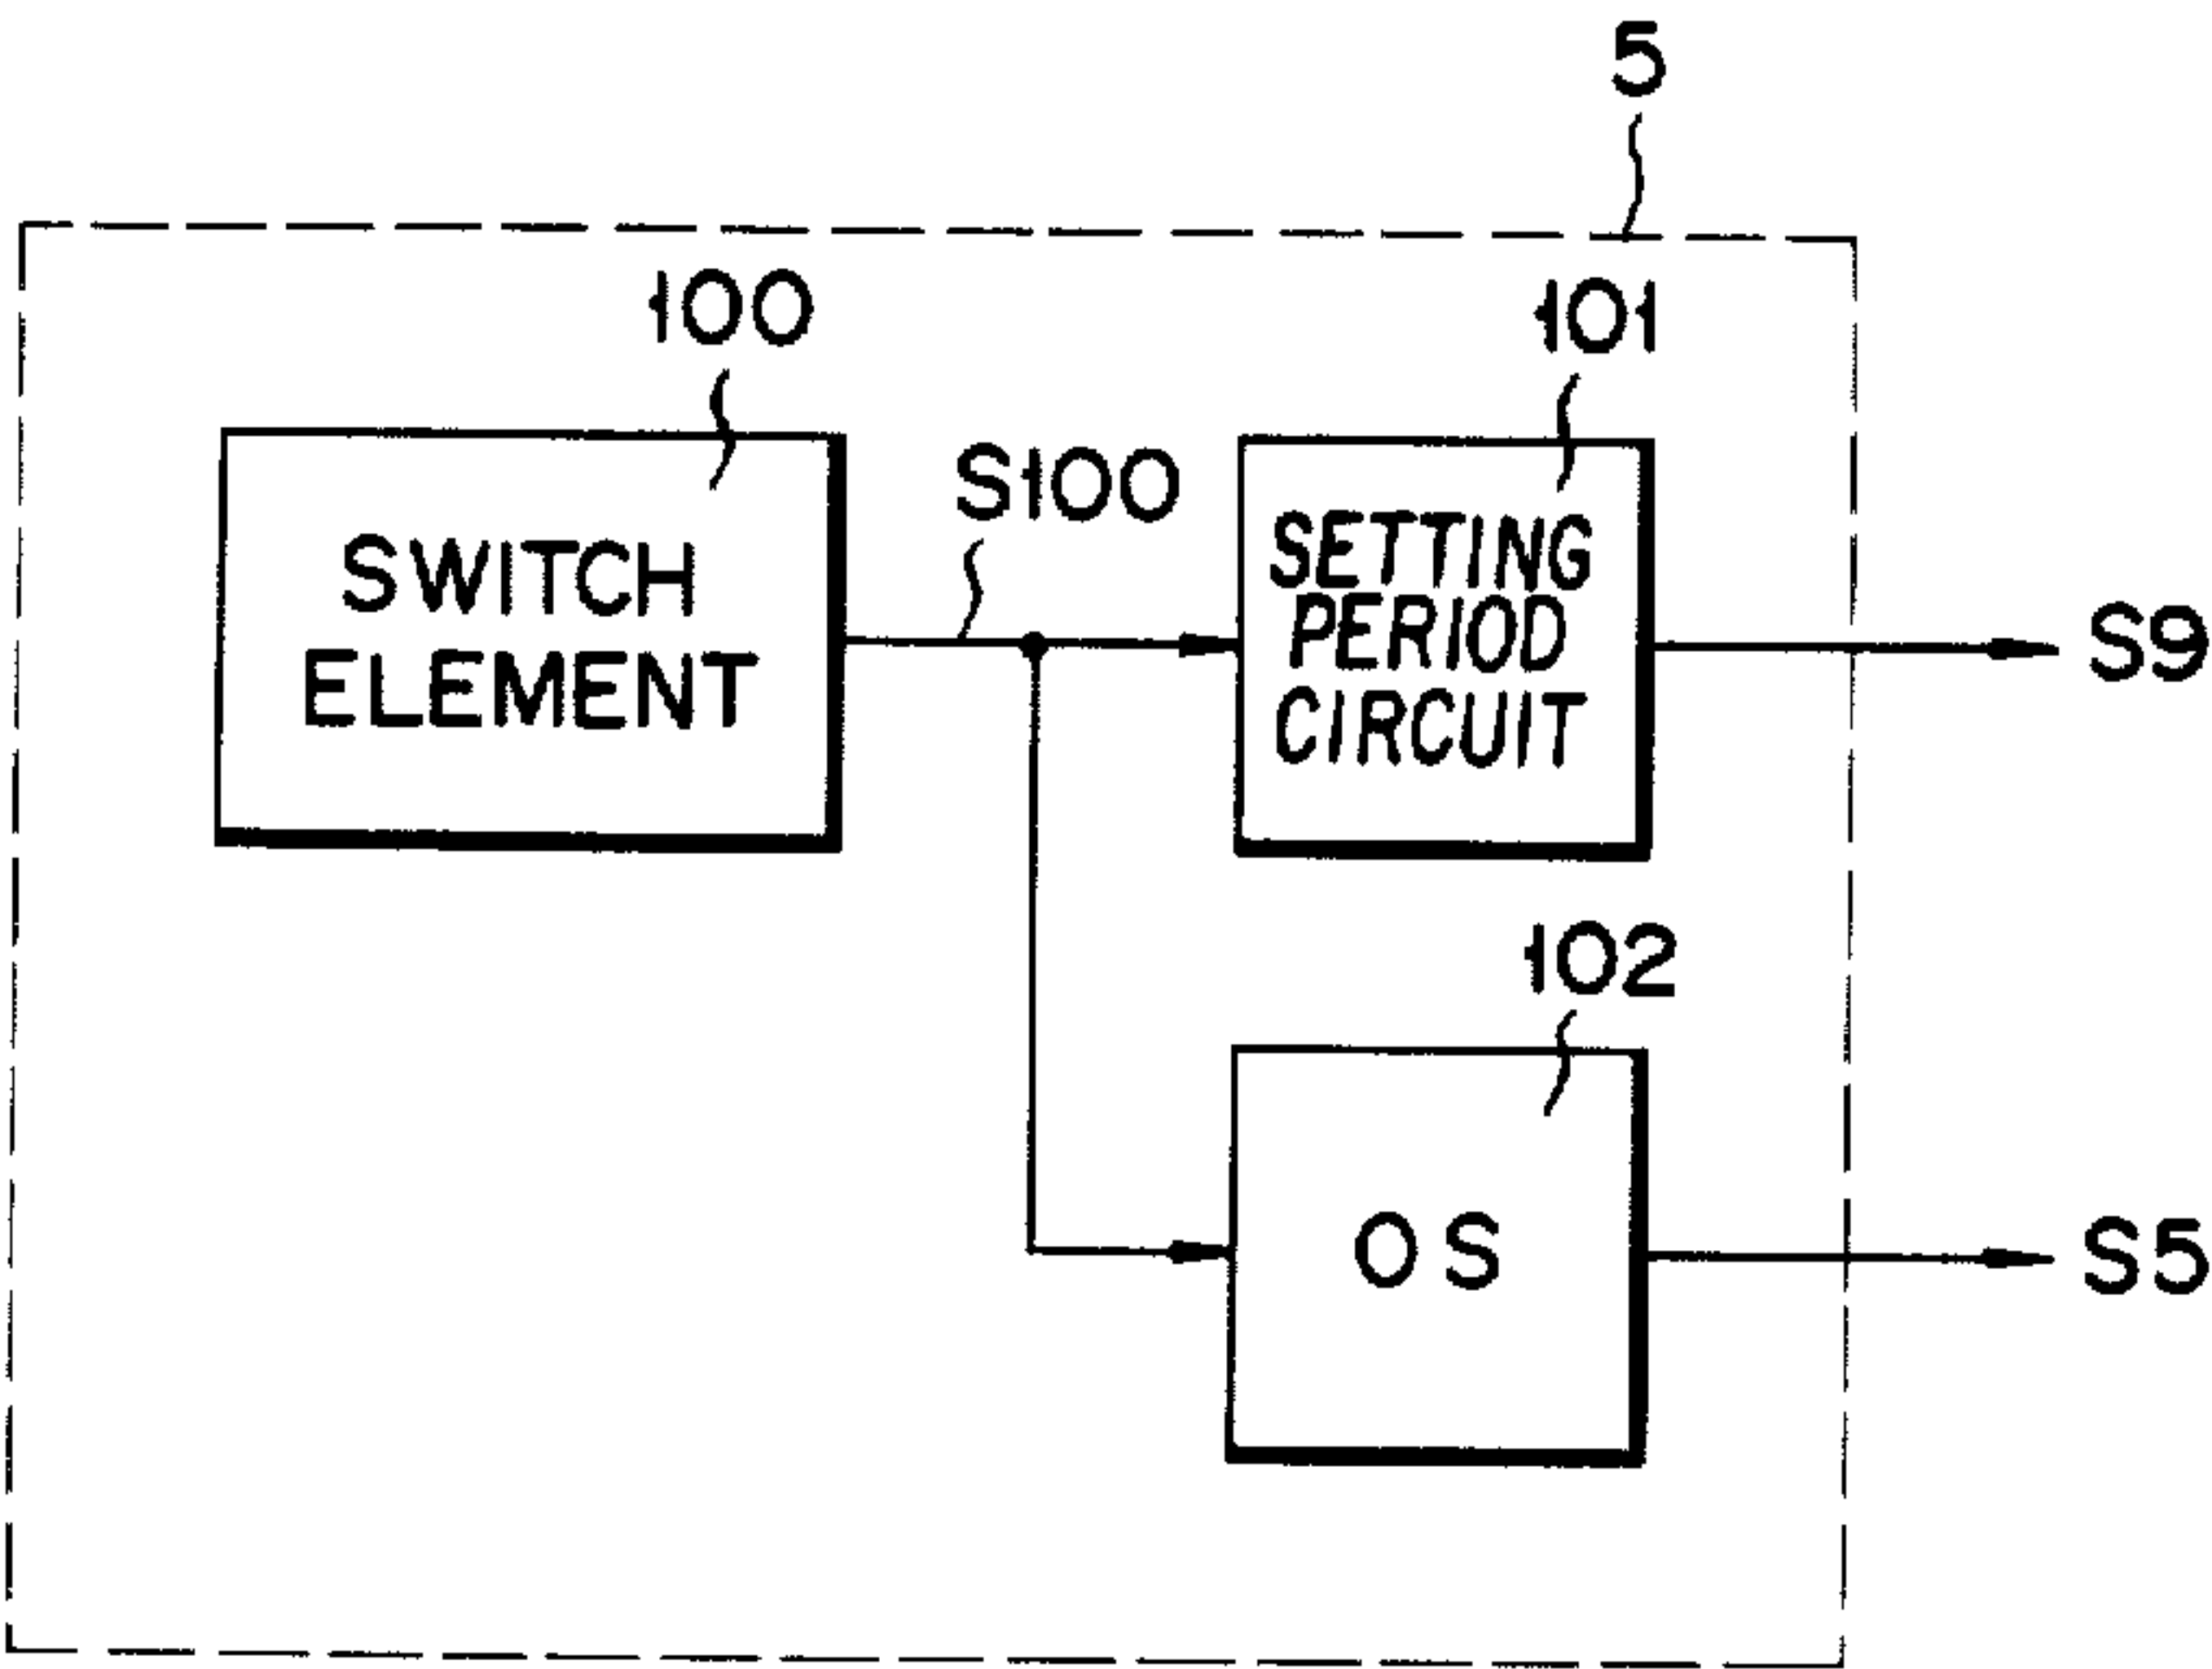 5
100
101
S100
SWITCH
ELEMENT
SETTING
PERIOD
CIRCUIT
S9
102
OS
S5